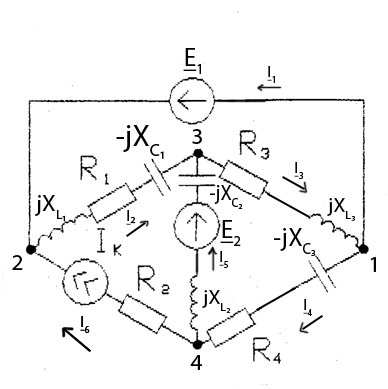 E1
I1
-jXC1
3
R1
R3
-jXC2
I3
jXL1
I2
jXL3
IK
E2
-jXC3
2
I5
1
R2
jXL2
I4
I6
R4
4